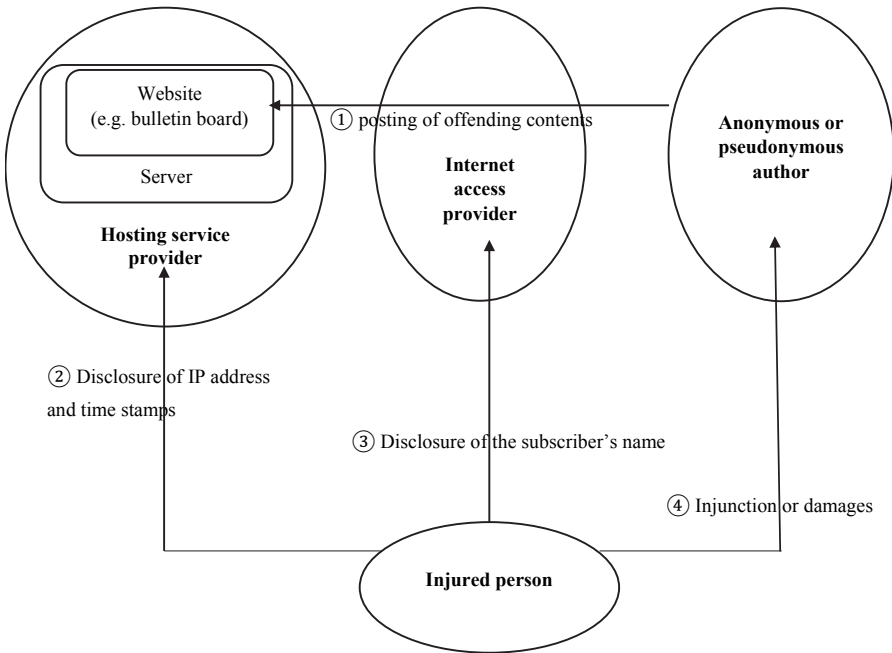 Website
(e.g. bulletin board)
Server
Hosting service
provider
① posting of offending contents
Internet
access
provider
Anonymous or
pseudonymous
author
② Disclosure of IP address
and time stamps
③ Disclosure of the subscriber’s name
④ Injunction or damages
Injured person